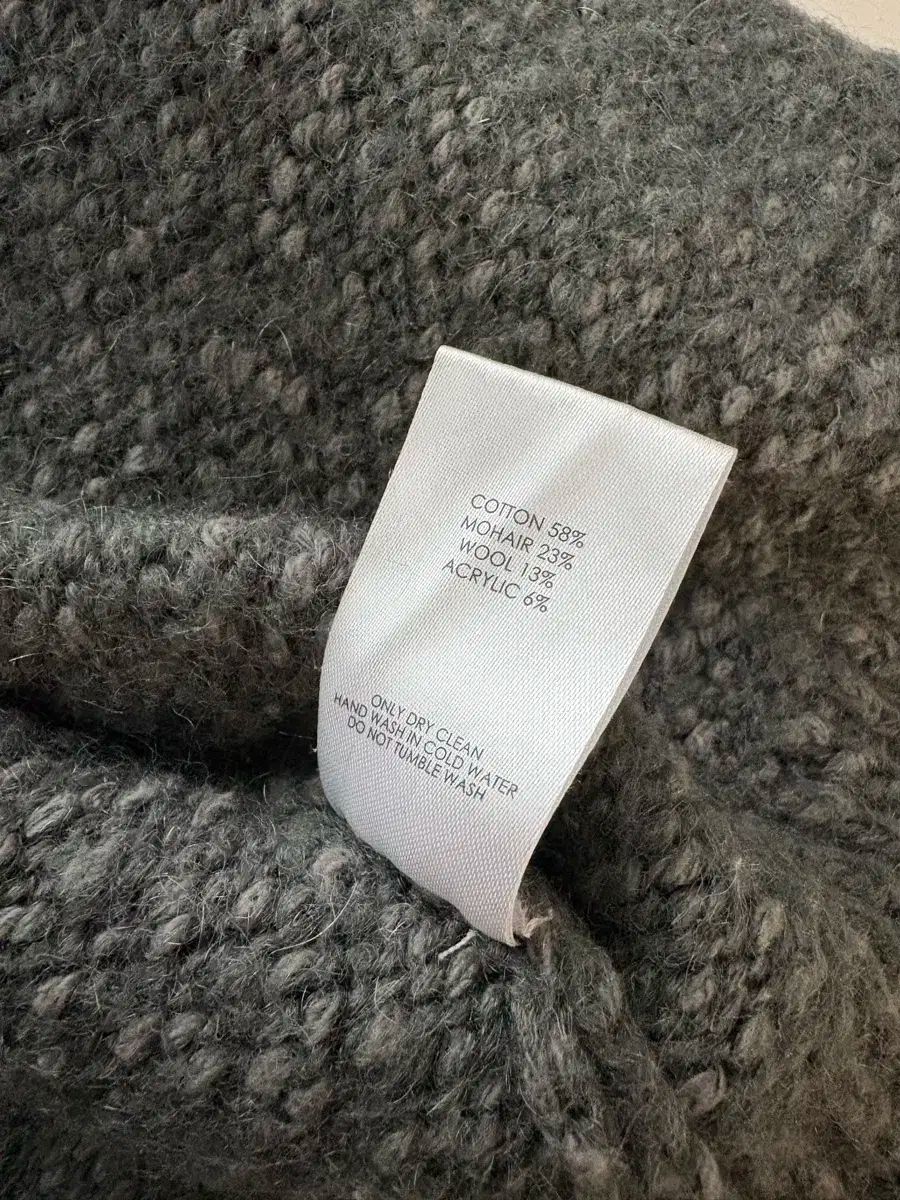 COTTON 58%
MOHAIR 23%
WOOL 13%
ACRYLIC 6%
ONLY DRY CLEAN
HAND WASH IN COLD WATER
DO NOT TUMBLE WASH